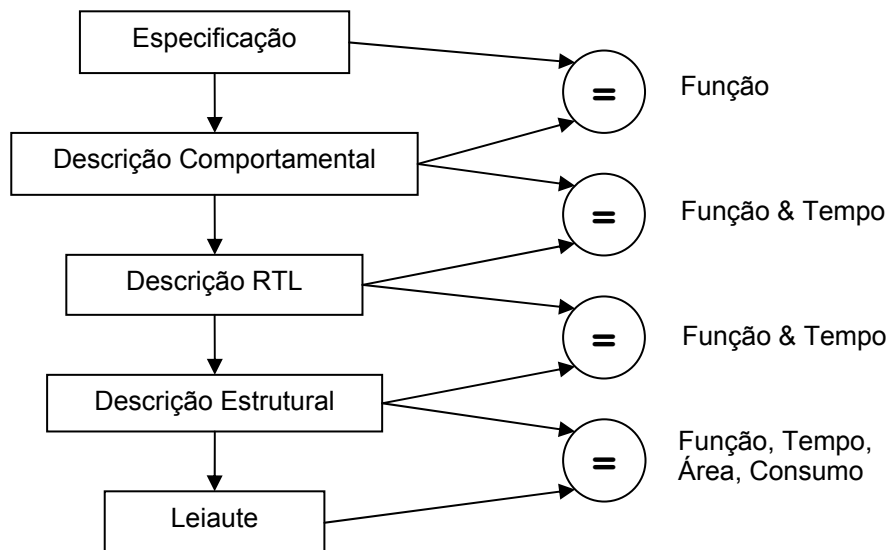 Especificação
=
Função
Descrição Comportamental
=
Função & Tempo
Descrição RTL
=
Função & Tempo
Descrição Estrutural
=
Função, Tempo,
Área, Consumo
Leiaute